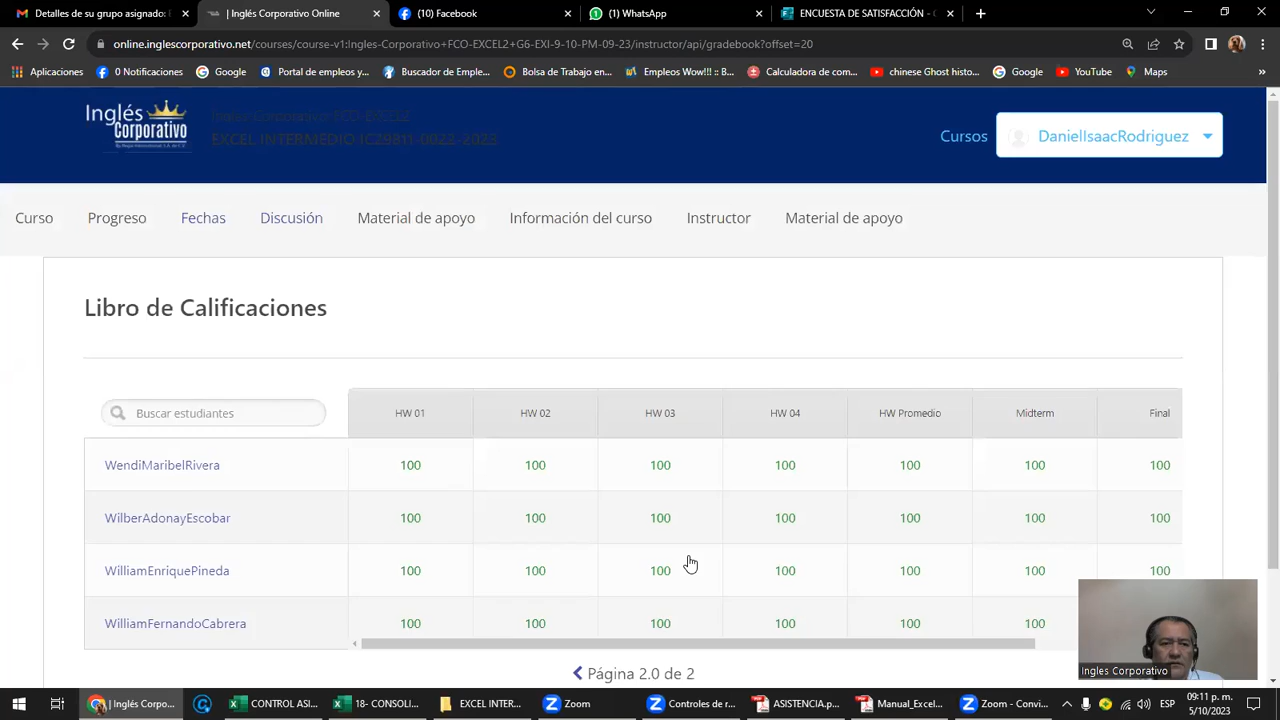 Detalles de su grupo asignado:
Inglés Corporativo Online
(10) Facebook
(1) WhatsApp
ENCUESTA DE SATISFACCIÓN -
online.inglescorporativo.net/courses/course-v1:Ingles-Corporativo+FCO-EXCEL2+G6-EXI-9-10-PM-09-23/instructor/api/gradebook?offset=20
Aplicaciones
0 Notificaciones
Google
Portal de empleos y...
Buscador de Emple...
Bolsa de Trabajo en...
Empleos Wow!!! :: B...
Calculadora de com...
chinese Ghost histo...
Google
YouTube
Maps
»
Inglés
Corporativo
EXCEL INTERMEDIO IC2981L-0022-2023
Cursos
DanielIsaacRodriguez
Curso Progreso Fechas Discusión Material de apoyo Información del curso Instructor Material de apoyo
Libro de Calificaciones
Buscar estudiantes HW 01 HW 02 HW 03 HW 04 HW Promedio Midterm Final
WendiMaribelRivera 100 100 100 100 100 100 100
WilberAdonayEscobar 100 100 100 100 100 100 100
WilliamEnriquePineda 100 100 100 100 100 100 100
WilliamFernandoCabrera 100 100 100 100 100 100
Página 2.0 de 2
Ingles Corporativo
Inglés Corpo...
CONTROL ASI...
18- CONSOLI...
EXCEL INTER...
Zoom
Controles de r...
ASISTENCIA.p...
Manual_Excel...
Zoom - Convi...
ESP
09:11 p. m.
5/10/2023